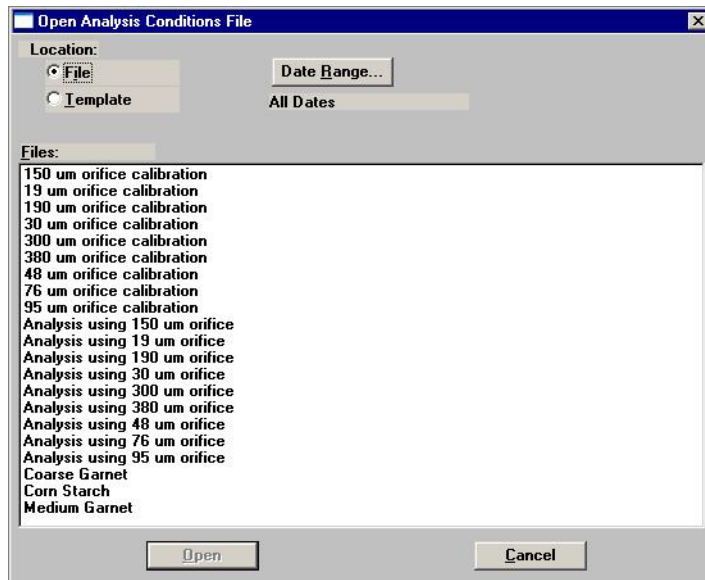 Open Analysis Conditions File
Location:
File
Date Range...
Template
All Dates
Files:
150 um orifice calibration
19 um orifice calibration
190 um orifice calibration
30 um orifice calibration
300 um orifice calibration
380 um orifice calibration
48 um orifice calibration
76 um orifice calibration
95 um orifice calibration
Analysis using 150 um orifice
Analysis using 19 um orifice
Analysis using 190 um orifice
Analysis using 30 um orifice
Analysis using 300 um orifice
Analysis using 380 um orifice
Analysis using 48 um orifice
Analysis using 76 um orifice
Analysis using 95 um orifice
Coarse Garnet
Corn Starch
Medium Garnet
Open
Cancel